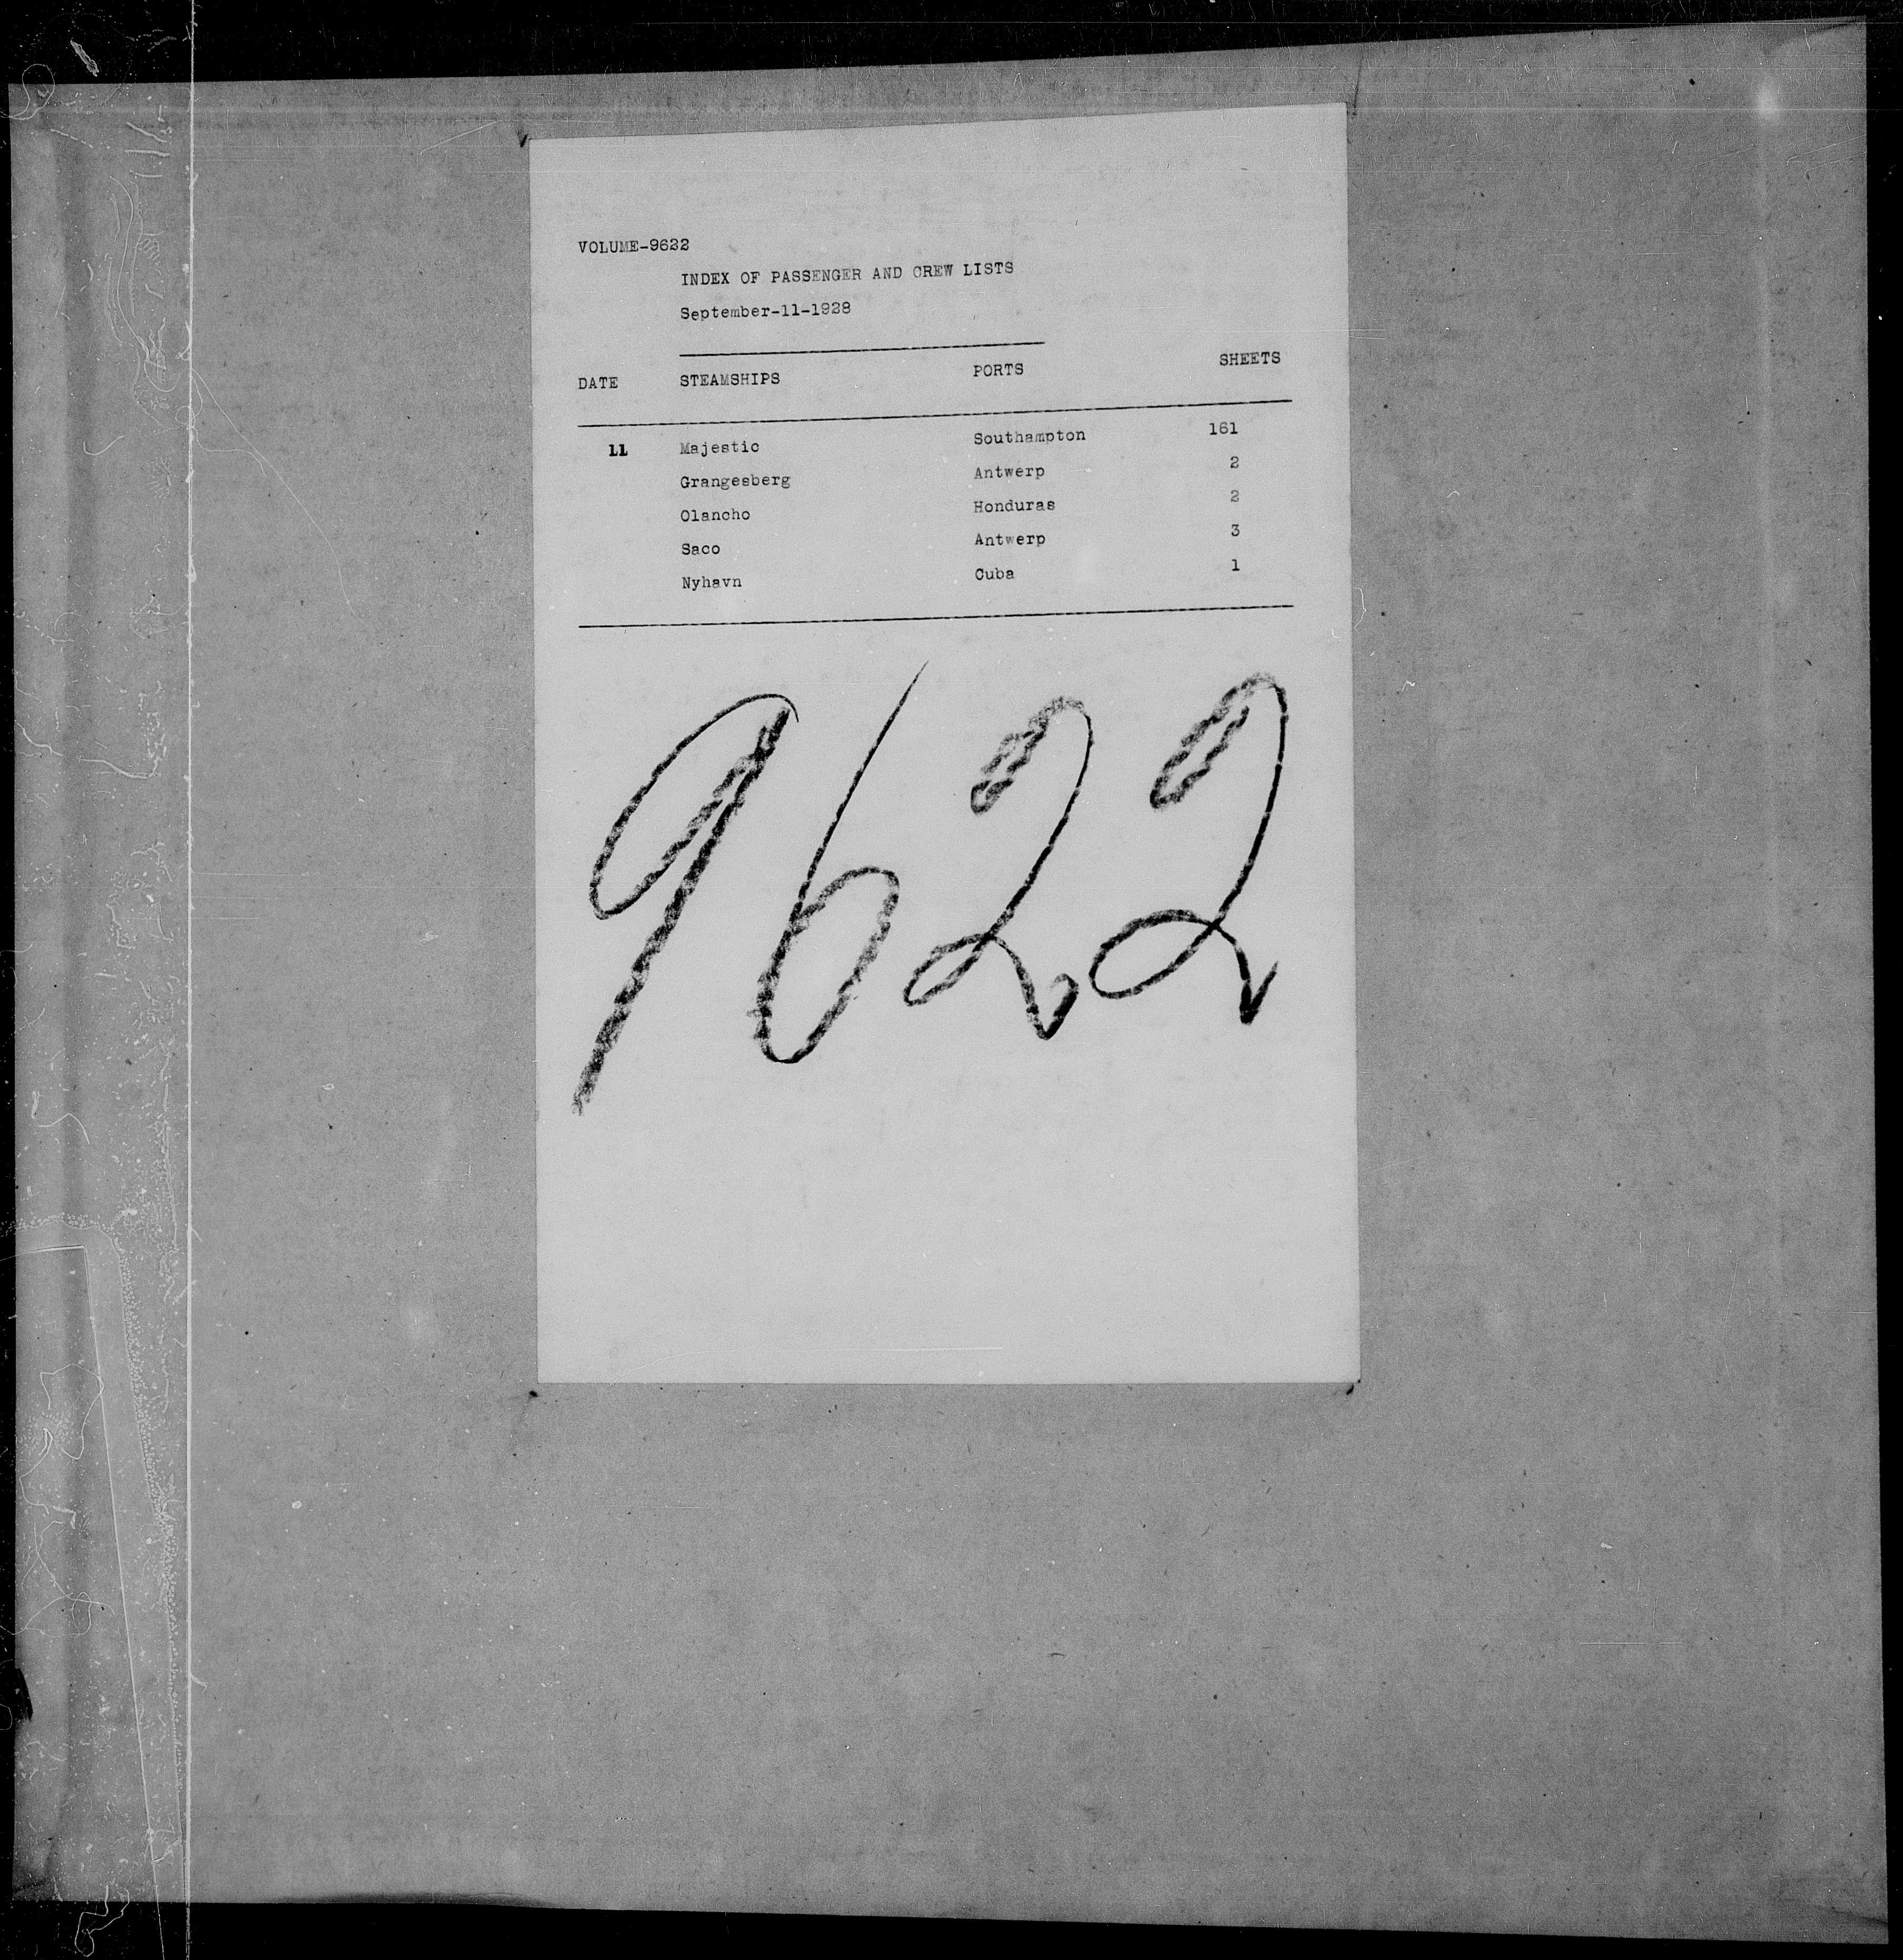 VOLUME-9622
INDEX OF PASSENGER AND CREW LISTS
September-11-1928
DATE STEAMSHIPS PORTS SHEETS
11 Majestic Southampton 161
Grangesberg Antwerp 2
Olancho Honduras 2
Saco Antwerp 3
Nyhavn Cuba 1
9622